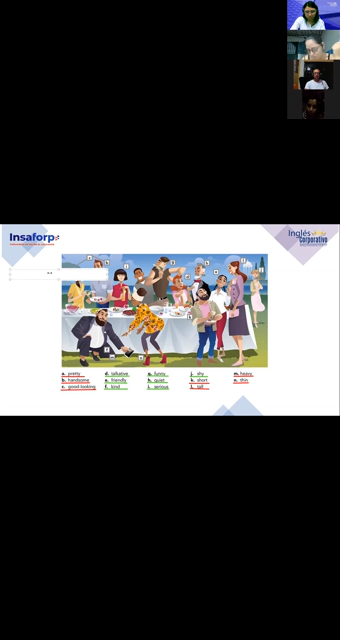 Insaforp
Inglés
Corporativo
a. pretty
b. handsome
c. good-looking
d. talkative
e. friendly
f. kind
g. funny
h. quiet
i. serious
j. shy
k. short
l. tall
m. heavy
n. thin